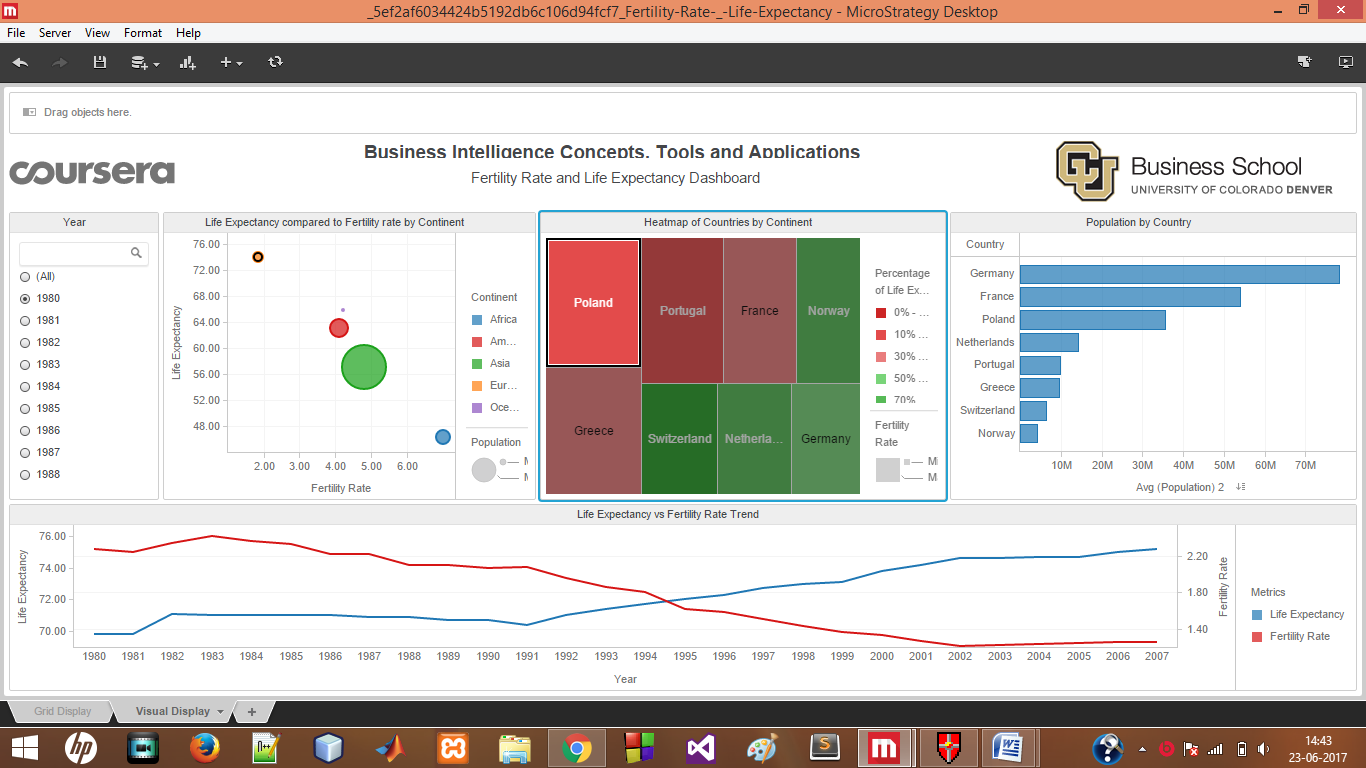 _5ef2af6034424b5192db6c106d94fcf7_Fertility-Rate-_-Life-Expectancy - MicroStrategy Desktop
File Server View Format Help
Drag objects here.
coursera
Business Intelligence Concepts, Tools and Applications
Fertility Rate and Life Expectancy Dashboard
CU
Business School
UNIVERSITY OF COLORADO DENVER
Year
(All)
1980
1981
1982
1983
1984
1985
1986
1987
1988
Life Expectancy compared to Fertility rate by Continent
Life Expectancy
76.00
72.00
68.00
64.00
60.00
56.00
52.00
48.00
2.00 3.00 4.00 5.00 6.00
Fertility Rate
Continent
Africa
Am...
Asia
Eur...
Oce...
Population
M
M
Heatmap of Countries by Continent
Poland Portugal France Norway
Greece Switzerland Netherla... Germany
Percentage
of Life Ex...
0% - ...
10% ...
30% ...
50% ...
70%
Fertility
Rate
M
M
Population by Country
Country
Germany
France
Poland
Netherlands
Portugal
Greece
Switzerland
Norway
10M 20M 30M 40M 50M 60M 70M
Avg (Population) 2
Life Expectancy vs Fertility Rate Trend
Life Expectancy
76.00
74.00
72.00
70.00
2.20
1.80
1.40
Fertility Rate
1980 1981 1982 1983 1984 1985 1986 1987 1988 1989 1990 1991 1992 1993 1994 1995 1996 1997 1998 1999 2000 2001 2002 2003 2004 2005 2006 2007
Year
Metrics
Life Expectancy
Fertility Rate
Grid Display Visual Display +
14:43
23-06-2017